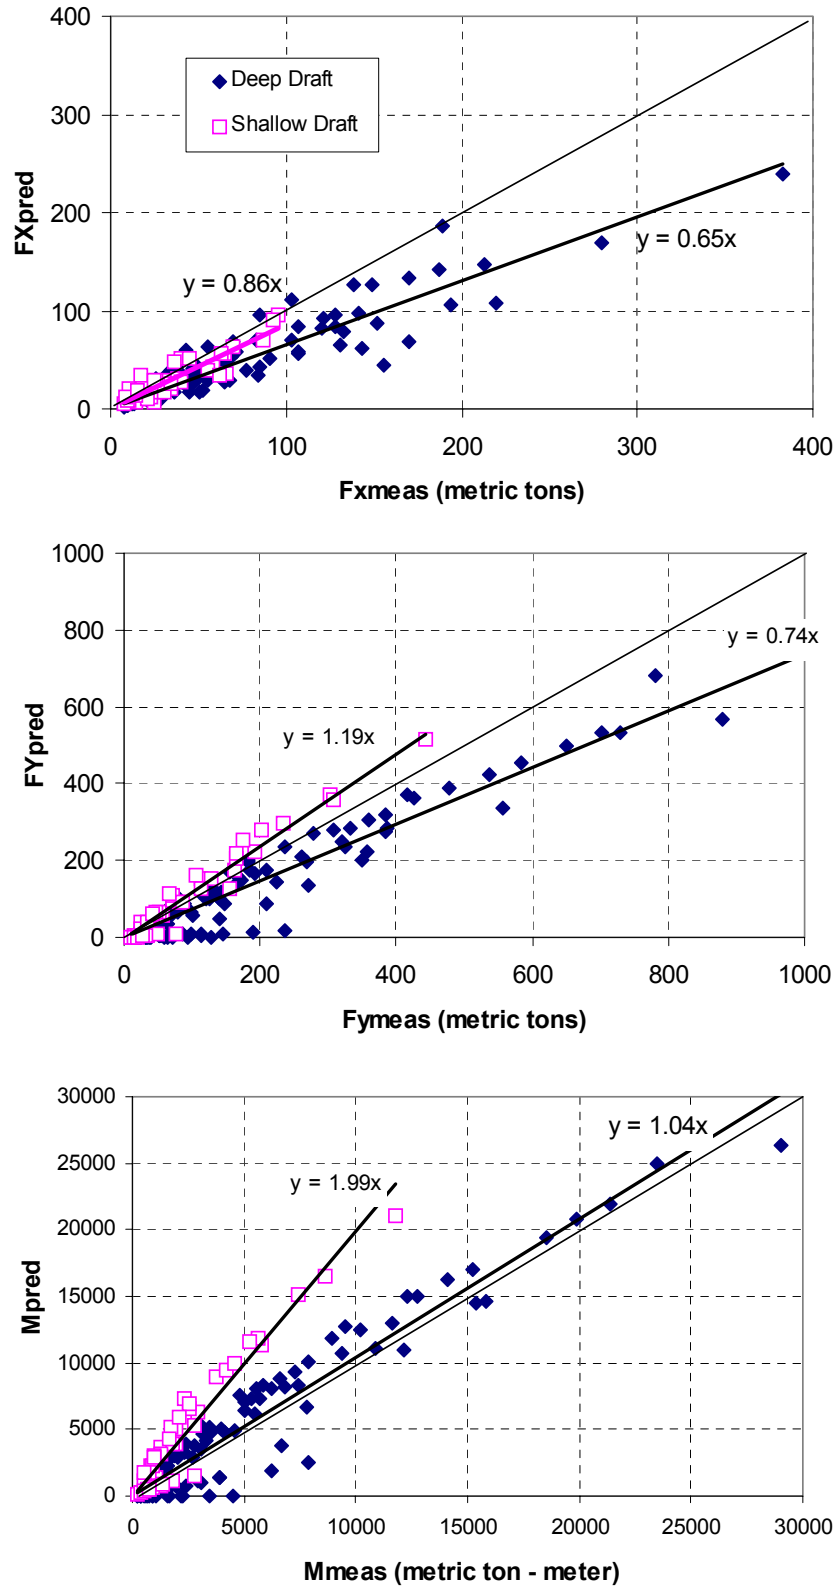 400
300
200
100
0
FXpred
Deep Draft
Shallow Draft
y = 0.86x
y = 0.65x
0 100 200 300 400
Fxmeas (metric tons)
1000
800
600
400
200
0
FYpred
y = 0.74x
y = 1.19x
0 200 400 600 800 1000
Fymeas (metric tons)
30000
25000
20000
15000
10000
5000
0
Mpred
y = 1.04x
y = 1.99x
0 5000 10000 15000 20000 25000 30000
Mmeas (metric ton - meter)